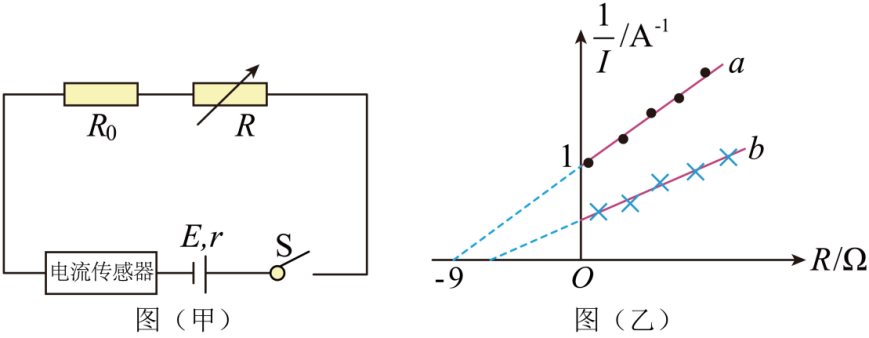 R₀
R
电流传感器
E,r
S
图（甲）
1/I /A⁻¹
a
1
b
-9
O
R/Ω
图（乙）